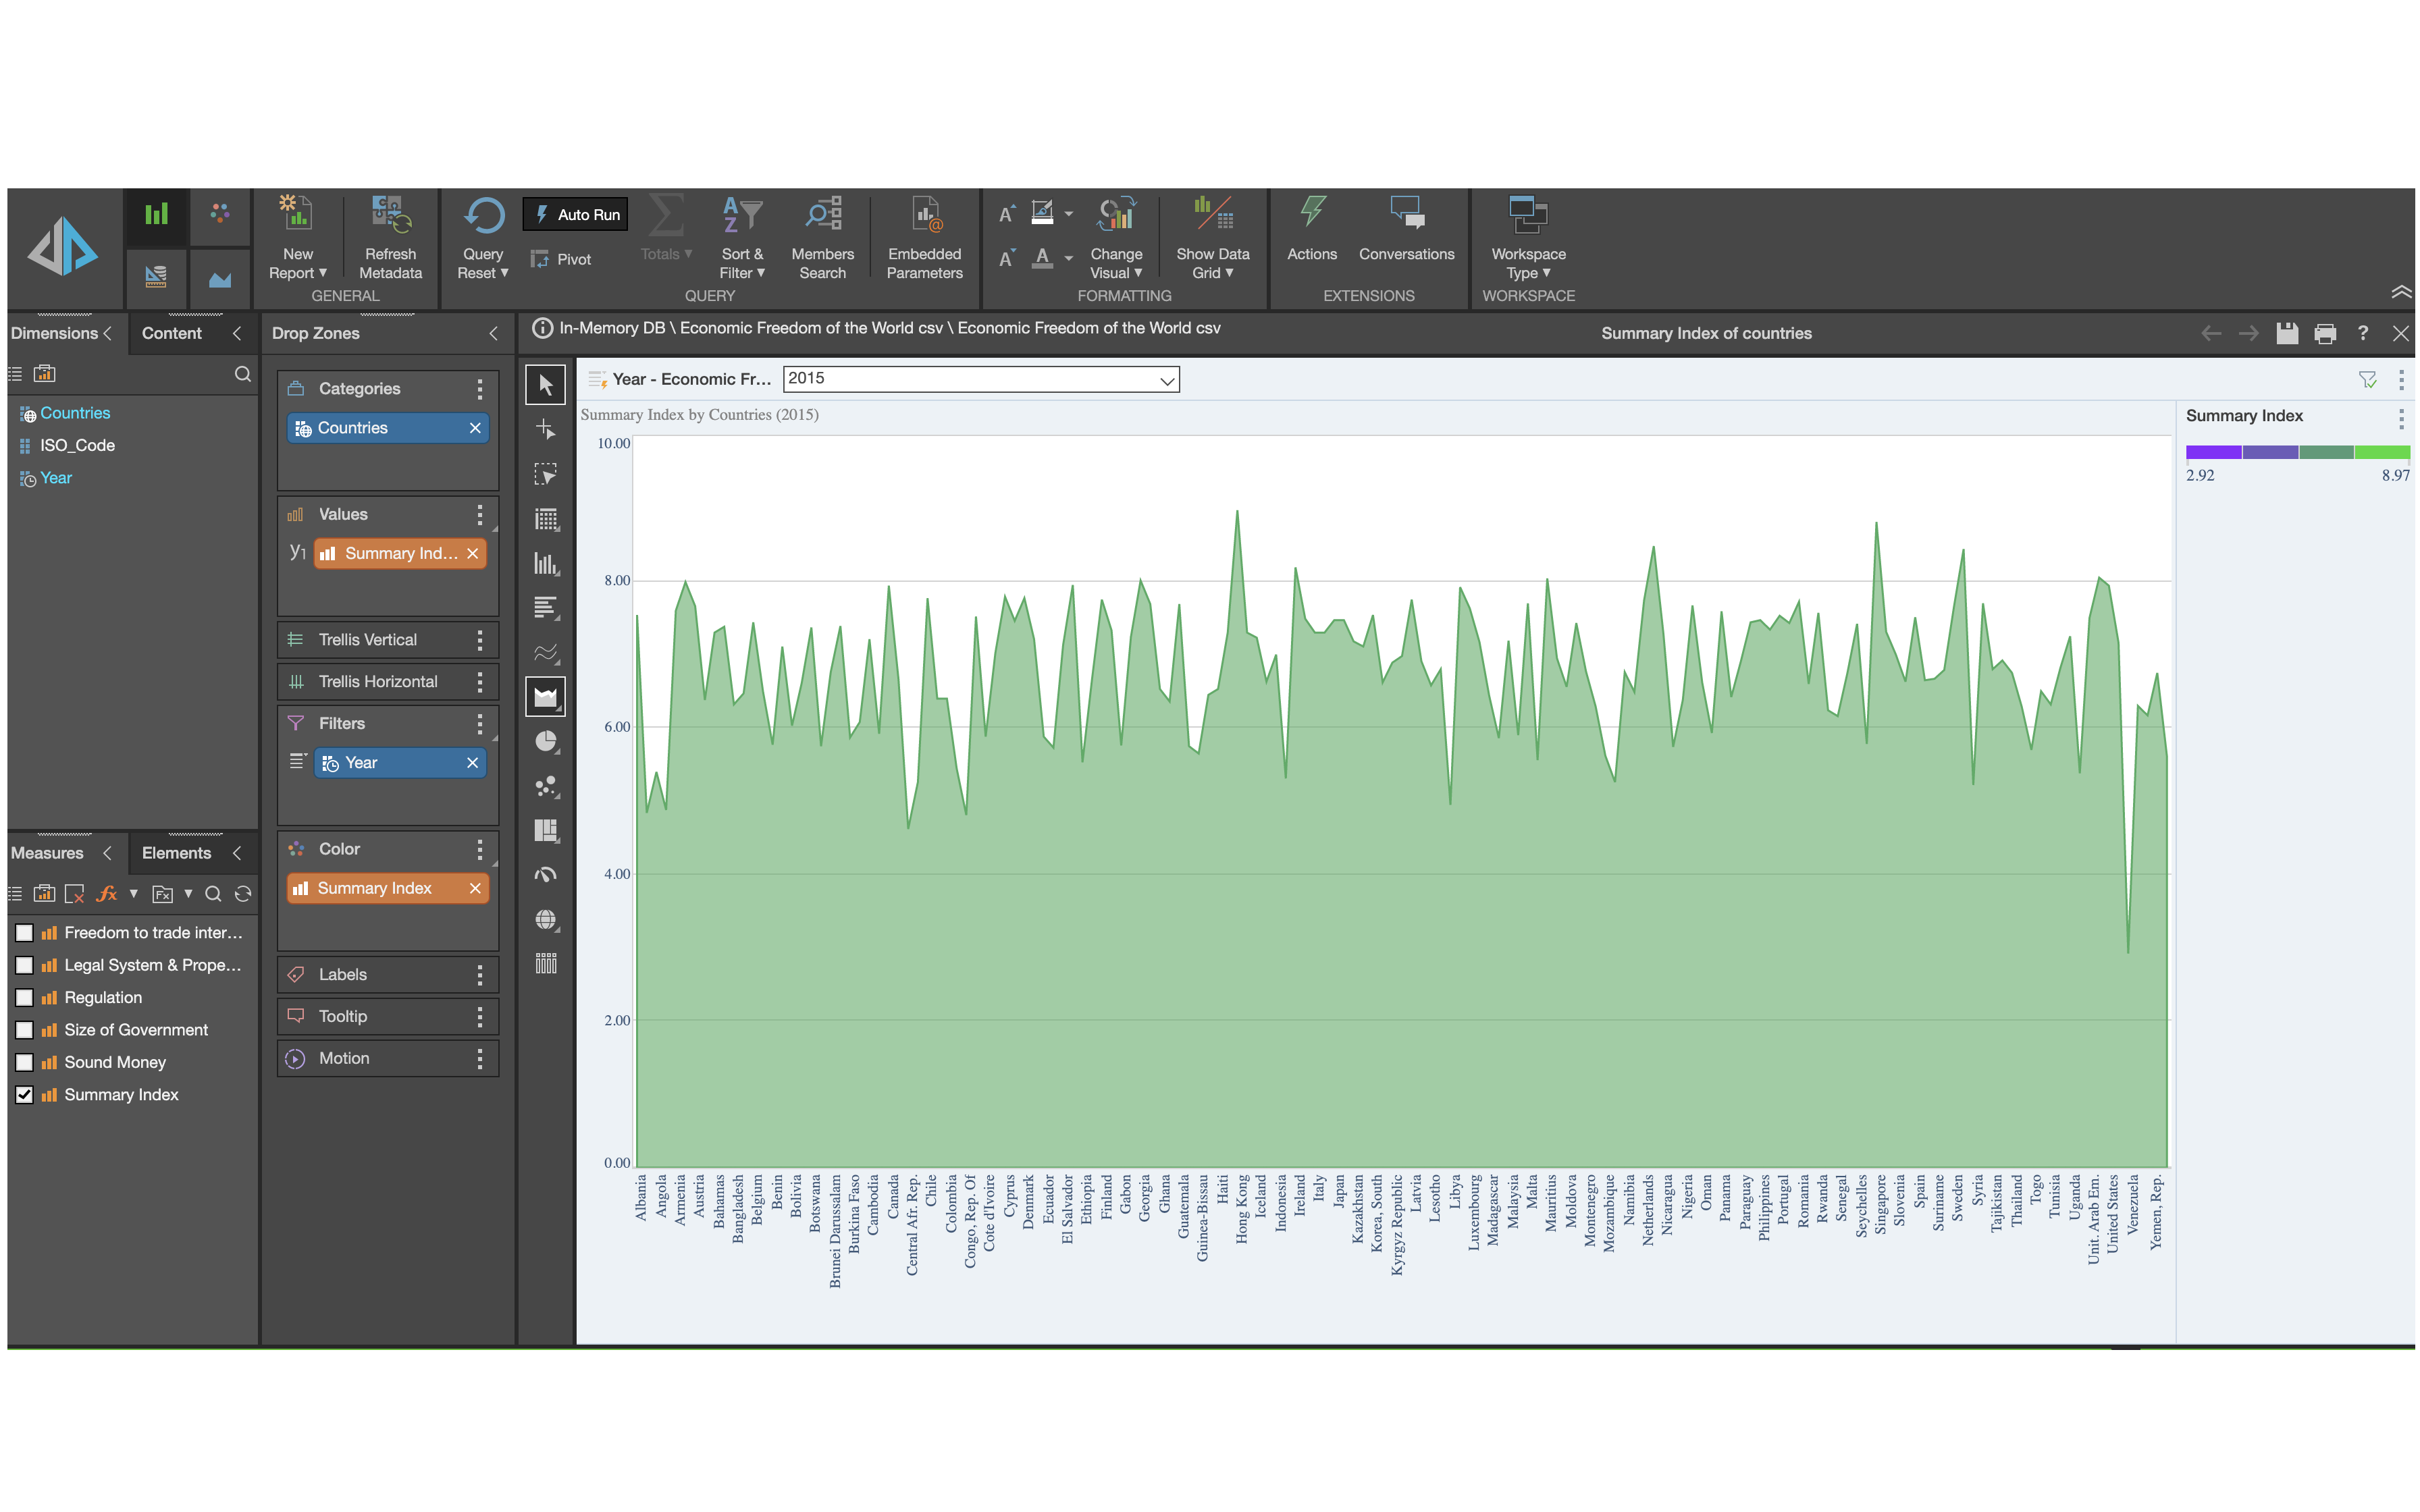 New
Report
Refresh
Metadata
GENERAL
Query
Reset
Auto Run
Pivot
Totals
Sort &
Filter
Members
Search
Embedded
Parameters
QUERY
Change
Visual
Show Data
Grid
FORMATTING
Actions
Conversations
EXTENSIONS
Workspace
Type
WORKSPACE
Dimensions
Content
Countries
ISO_Code
Year
Measures
Elements
Freedom to trade inter...
Legal System & Prope...
Regulation
Size of Government
Sound Money
Summary Index
Drop Zones
Categories
Countries
Values
y1
Summary Ind...
Trellis Vertical
Trellis Horizontal
Filters
Year
Color
Summary Index
Labels
Tooltip
Motion
In-Memory DB \ Economic Freedom of the World csv \ Economic Freedom of the World csv
Summary Index of countries
Year - Economic Fr...
2015
Summary Index by Countries (2015)
10.00
8.00
6.00
4.00
2.00
0.00
Albania
Angola
Armenia
Austria
Bahamas
Bangladesh
Belgium
Benin
Bolivia
Botswana
Brunei Darussalam
Burkina Faso
Cambodia
Canada
Central Afr. Rep.
Chile
Colombia
Congo, Rep. Of
Cote d'Ivoire
Cyprus
Denmark
Ecuador
El Salvador
Ethiopia
Finland
Gabon
Georgia
Ghana
Guatemala
Guinea-Bissau
Haiti
Hong Kong
Iceland
Indonesia
Ireland
Italy
Japan
Kazakhstan
Korea, South
Kyrgyz Republic
Latvia
Lesotho
Libya
Luxembourg
Madagascar
Malaysia
Malta
Mauritius
Moldova
Montenegro
Mozambique
Namibia
Netherlands
Nicaragua
Nigeria
Oman
Panama
Paraguay
Philippines
Portugal
Romania
Rwanda
Senegal
Seychelles
Singapore
Slovenia
Spain
Suriname
Sweden
Syria
Tajikistan
Thailand
Togo
Tunisia
Uganda
Unit. Arab Em.
United States
Venezuela
Yemen, Rep.
Summary Index
2.92
8.97